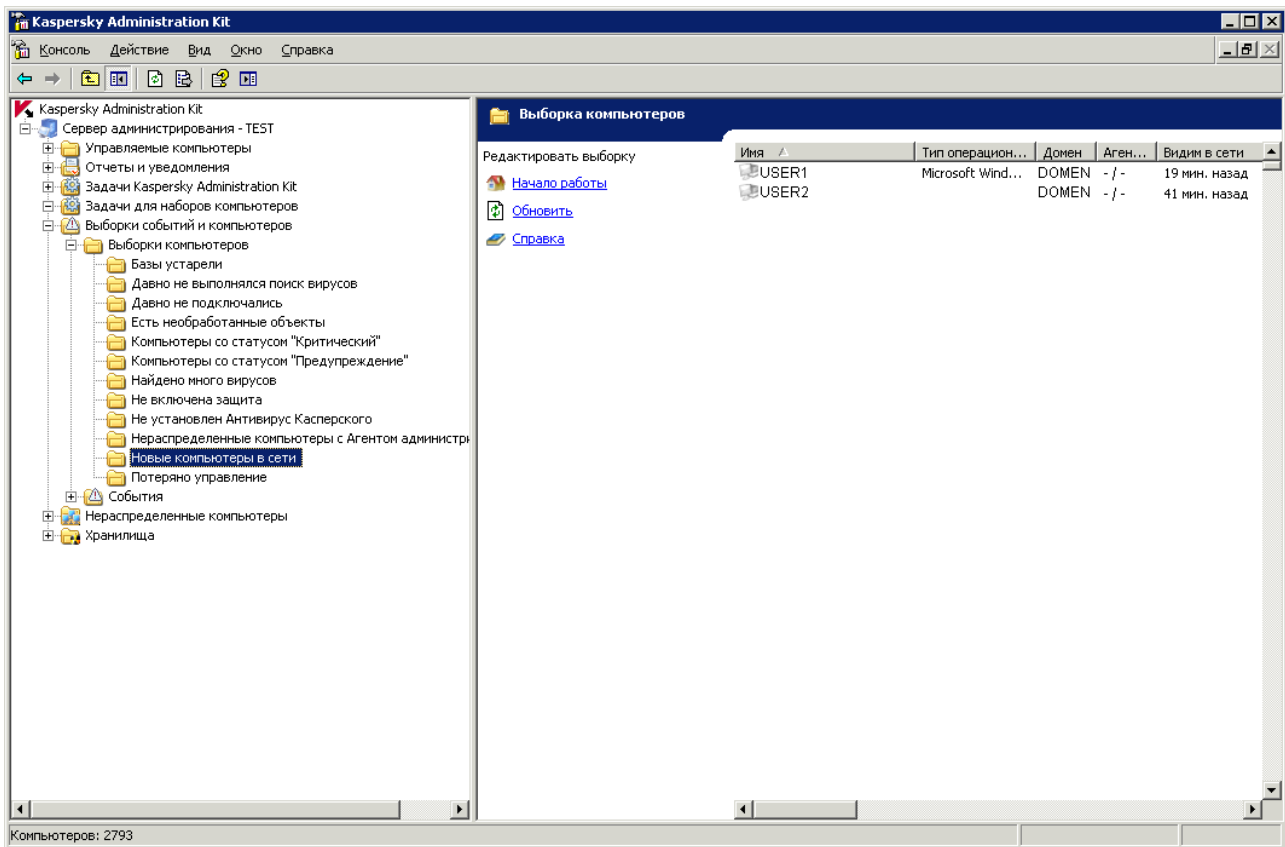 Kaspersky Administration Kit
Консоль Действие Вид Окно Справка
Kaspersky Administration Kit
Сервер администрирования - TEST
Управляемые компьютеры
Отчеты и уведомления
Задачи Kaspersky Administration Kit
Задачи для наборов компьютеров
Выборки событий и компьютеров
Выборки компьютеров
Базы устарели
Давно не выполнялся поиск вирусов
Давно не подключались
Есть необработанные объекты
Компьютеры со статусом "Критический"
Компьютеры со статусом "Предупреждение"
Найдено много вирусов
Не включена защита
Не установлен Антивирус Касперского
Нераспределенные компьютеры с Агентом администри
Новые компьютеры в сети
Потеряно управление
События
Нераспределенные компьютеры
Хранилища
Выборка компьютеров
Редактировать выборку
Начало работы
Обновить
Справка
Имя Тип операцион... Домен Аген... Видим в сети
USER1 Microsoft Wind... DOMEN - / - 19 мин. назад
USER2 DOMEN - / - 41 мин. назад
Компьютеров: 2793